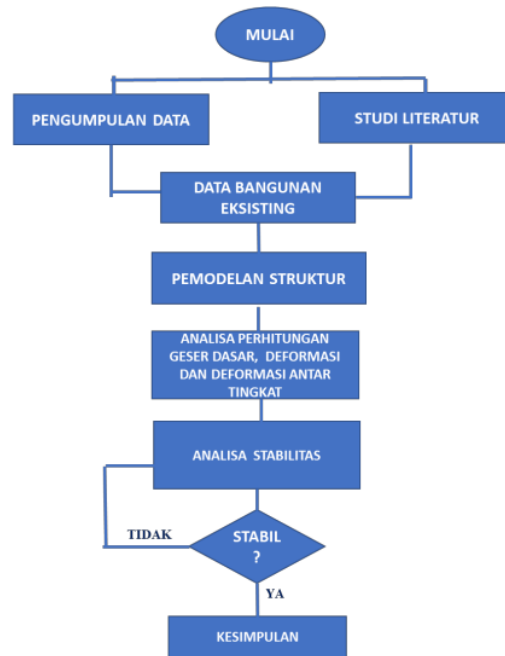 MULAI
PENGUMPULAN DATA
STUDI LITERATUR
DATA BANGUNAN
EKSISTING
PEMODELAN STRUKTUR
ANALISA PERHITUNGAN
GESER DASAR, DEFORMASI
DAN DEFORMASI ANTAR
TINGKAT
ANALISA STABILITAS
TIDAK
STABIL
?
YA
KESIMPULAN